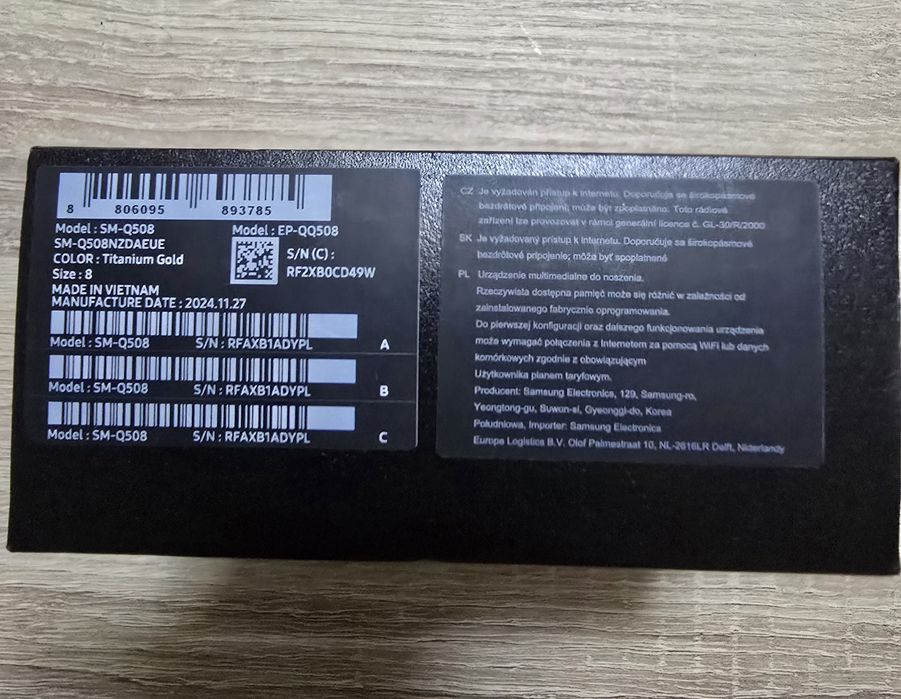 8 806095 893785
Model : SM-Q508 Model : EP-QQ508
SM-Q508NZDAEUE
COLOR : Titanium Gold
Size : 8
S/N (C) :
RF2XB0CD49W
MADE IN VIETNAM
MANUFACTURE DATE : 2024.11.27
Model : SM-Q508 S/N : RFAXB1ADYPL A
Model : SM-Q508 S/N : RFAXB1ADYPL B
Model : SM-Q508 S/N : RFAXB1ADYPL C
CZ Je vyžadován přístup k internetu. Doporučuje se širokopásmové
bezdrátové připojení; může být zpoplatněno. Toto rádiové
zařízení lze provozovat v rámci generální licence č. GL-30/R/2000
SK Je vyžadovaný prístup k internetu. Doporučuje sa širokopásmové
bezdrôtové pripojenie; môže byť spoplatnené
PL Urządzenie multimedialne do noszenia.
Rzeczywista dostępna pamięć może się różnić w zależności od
zainstalowanego fabrycznie oprogramowania.
Do pierwszej konfiguracji oraz dalszego funkcjonowania urządzenia
może wymagać połączenia z Internetem za pomocą WiFi lub danych
komórkowych zgodnie z obowiązującym
Użytkownika planem taryfowym.
Producent: Samsung Electronics, 129, Samsung-ro,
Yeongtong-gu, Suwon-si, Gyeonggi-do, Korea
Południowa, Importer: Samsung Electronics
Europe Logistics B.V. Olof Palmestraat 10, NL-2616LR Delft, Niderlandy